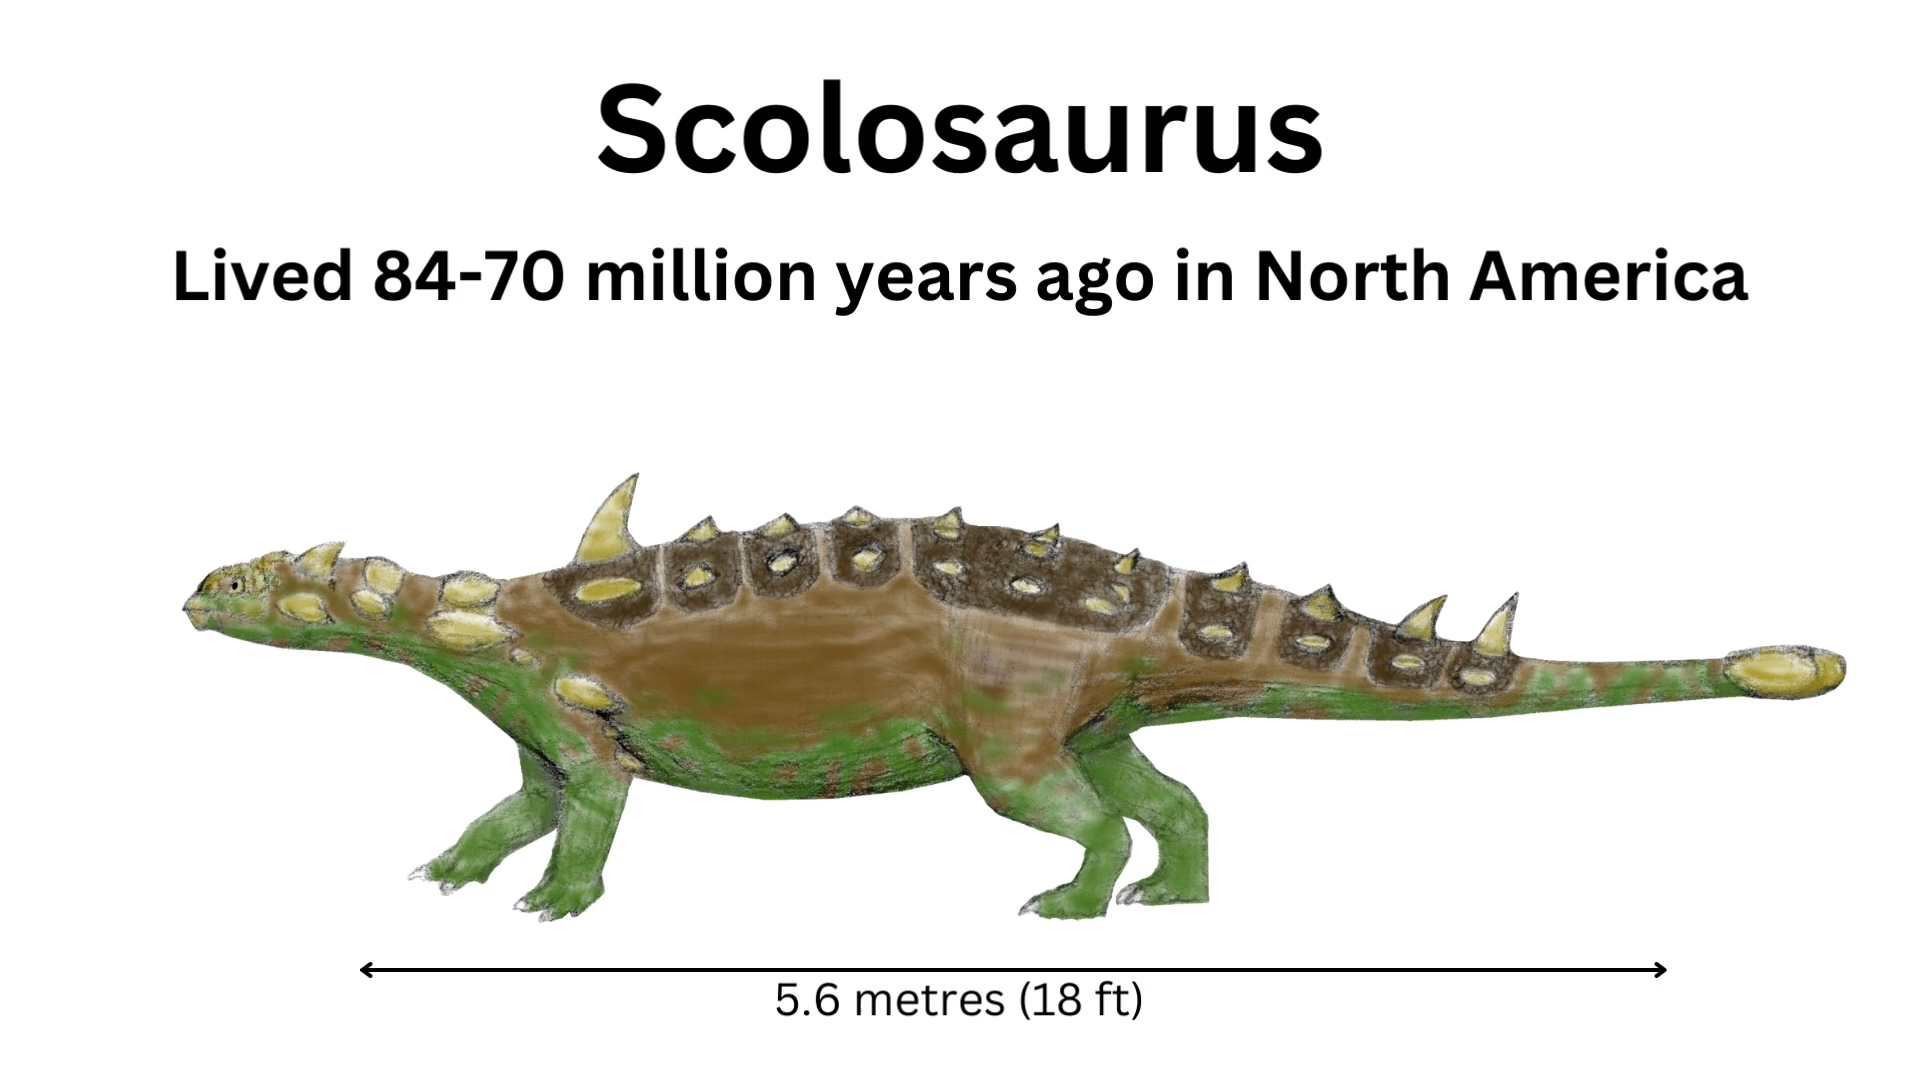 Scolosaurus
Lived 84-70 million years ago in North America
5.6 metres (18 ft)